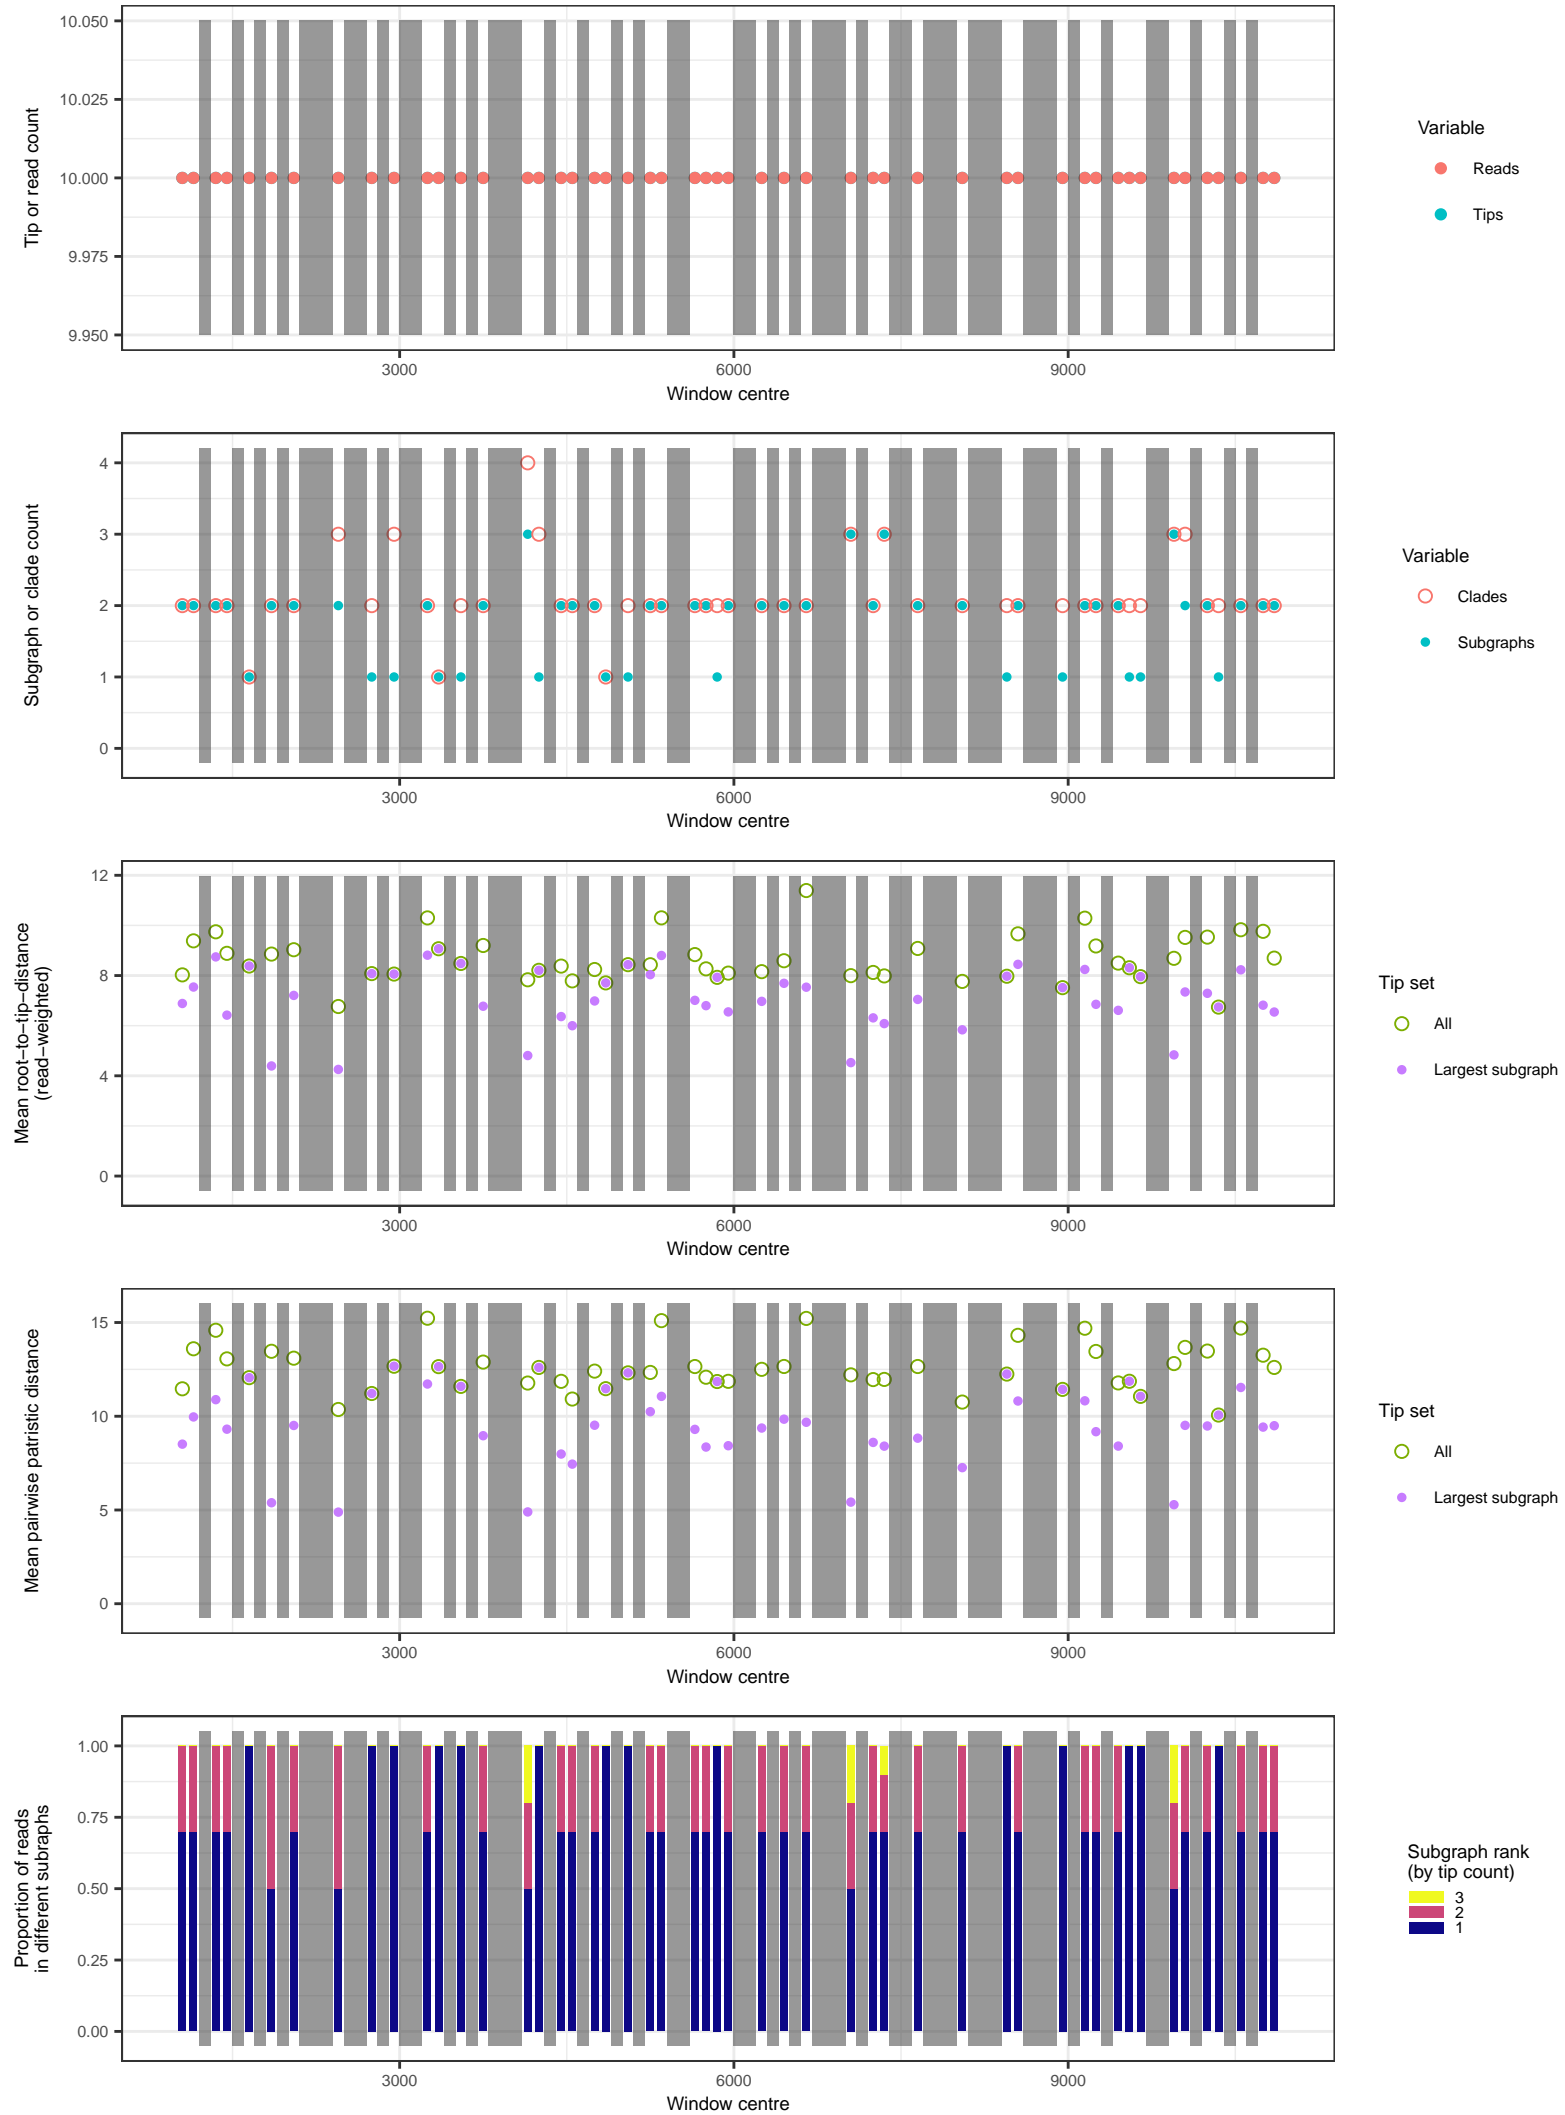 10.050
10.025
10.000
9.975
9.950
Tip or read count
3000 6000 9000
Window centre
Variable
Reads
Tips
4
3
2
1
0
Subgraph or clade count
3000 6000 9000
Window centre
Variable
Clades
Subgraphs
12
8
4
0
Mean root−to−tip−distance
(read−weighted)
3000 6000 9000
Window centre
Tip set
All
Largest subgraph
15
10
5
0
Mean pairwise patristic distance
3000 6000 9000
Window centre
Tip set
All
Largest subgraph
1.00
0.75
0.50
0.25
0.00
Proportion of reads
in different subraphs
3000 6000 9000
Window centre
Subgraph rank
(by tip count)
3
2
1